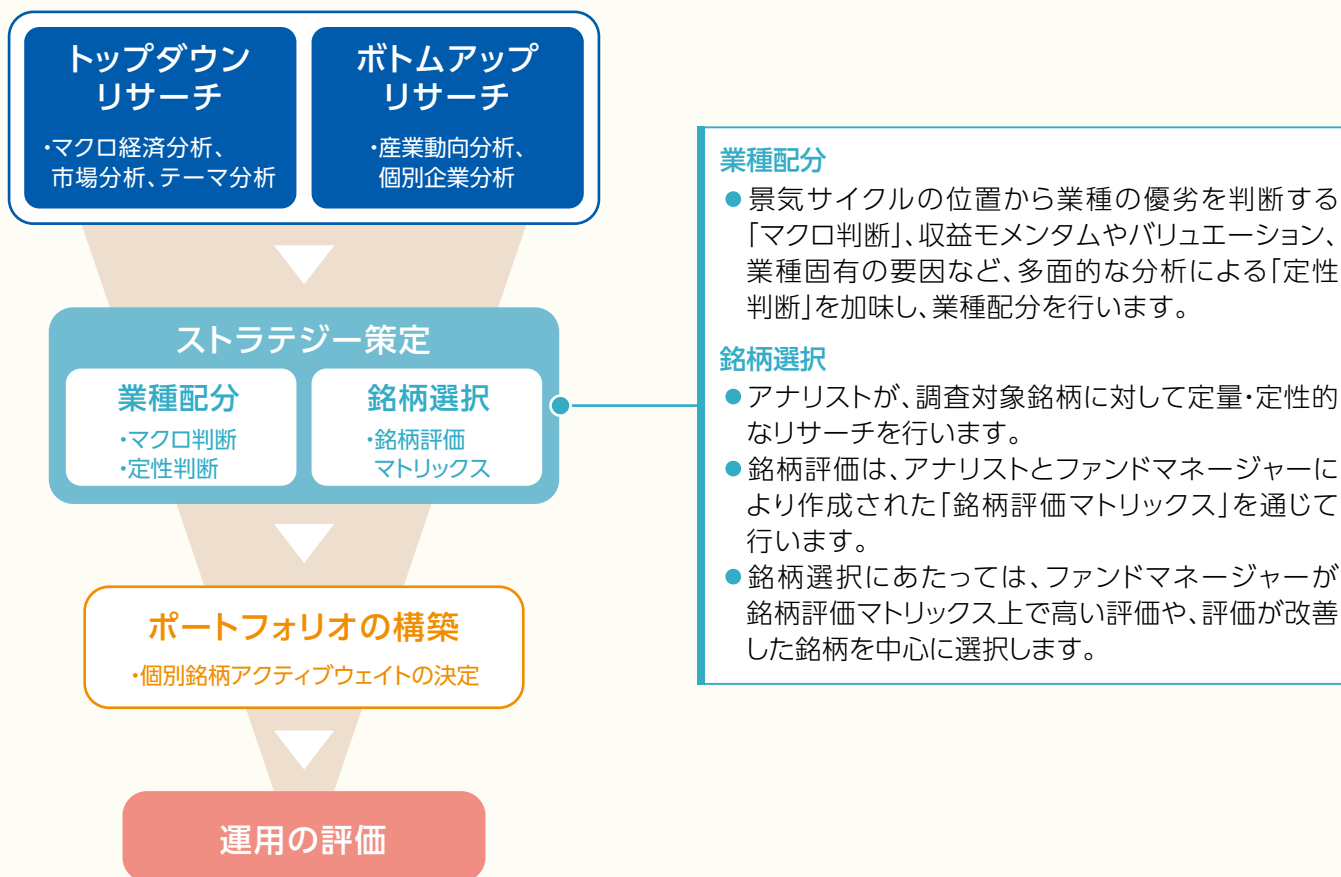 トップダウン
リサーチ
・マクロ経済分析、
市場分析、テーマ分析
ボトムアップ
リサーチ
・産業動向分析、
個別企業分析
ストラテジー策定
業種配分
・マクロ判断
・定性判断
銘柄選択
・銘柄評価
マトリックス
ポートフォリオの構築
・個別銘柄アクティブウェイトの決定
運用の評価
業種配分
●景気サイクルの位置から業種の優劣を判断する
「マクロ判断」、収益モメンタムやバリュエーション、
業種固有の要因など、多面的な分析による「定性
判断」を加味し、業種配分を行います。
銘柄選択
●アナリストが、調査対象銘柄に対して定量・定性的
なリサーチを行います。
●銘柄評価は、アナリストとファンドマネージャーに
より作成された「銘柄評価マトリックス」を通じて
行います。
●銘柄選択にあたっては、ファンドマネージャーが
銘柄評価マトリックス上で高い評価や、評価が改善
した銘柄を中心に選択します。